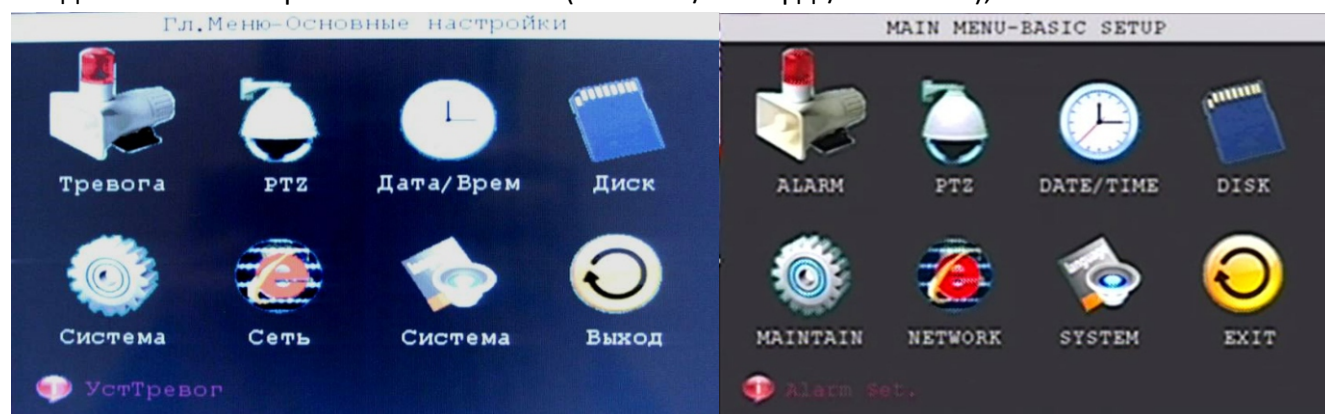 Гл.Меню-Основные настройки
Тревога PTZ Дата/Врем Диск
Система Сеть Система Выход
УстТревог
MAIN MENU-BASIC SETUP
ALARM PTZ DATE/TIME DISK
MAINTAIN NETWORK SYSTEM EXIT
Alarm Set.